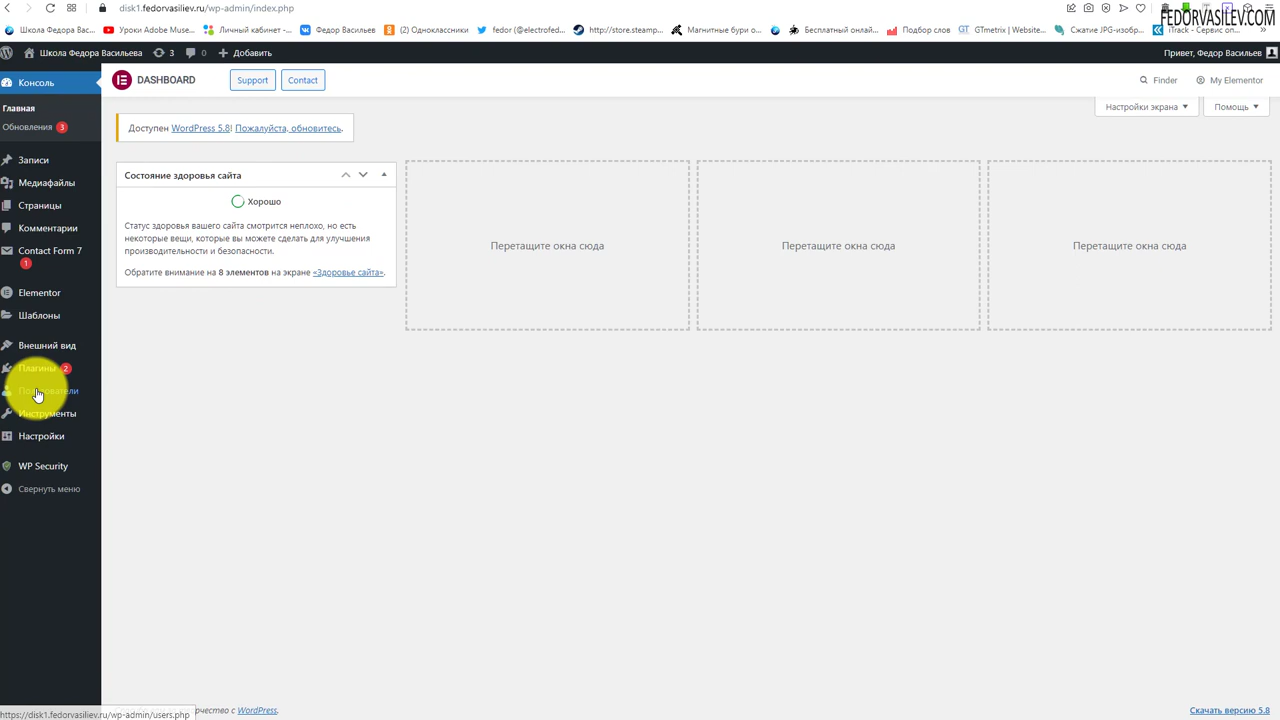 disk1.fedorvasiliev.ru/wp-admin/index.php
FEDORVASILEV.COM
Школа Федора Вас...
Уроки Adobe Muse...
Личный кабинет -...
Федор Васильев
(2) Одноклассники
fedor (@electrofed...
http://store.steamp...
Магнитные бури о...
Бесплатный онлай...
Подбор слов
GTmetrix | Website...
Сжатие JPG-изобр...
iTrack - Сервис оп...
Школа Федора Васильева
3
0
Добавить
Привет, Федор Васильев
Консоль
DASHBOARD
Support
Contact
Finder
My Elementor
Главная
Обновления 3
Настройки экрана
Помощь
Доступен WordPress 5.8! Пожалуйста, обновитесь.
Записи
Медиафайлы
Страницы
Комментарии
Contact Form 7
1
Elementor
Шаблоны
Внешний вид
Плагины 2
Пользователи
Инструменты
Настройки
WP Security
Свернуть меню
Состояние здоровья сайта
Хорошо
Статус здоровья вашего сайта смотрится неплохо, но есть
некоторые вещи, которые вы можете сделать для улучшения
производительности и безопасности.
Обратите внимание на 8 элементов на экране «Здоровье сайта».
Перетащите окна сюда
Перетащите окна сюда
Перетащите окна сюда
https://disk1.fedorvasiliev.ru/wp-admin/users.php
с WordPress.
Скачать версию 5.8